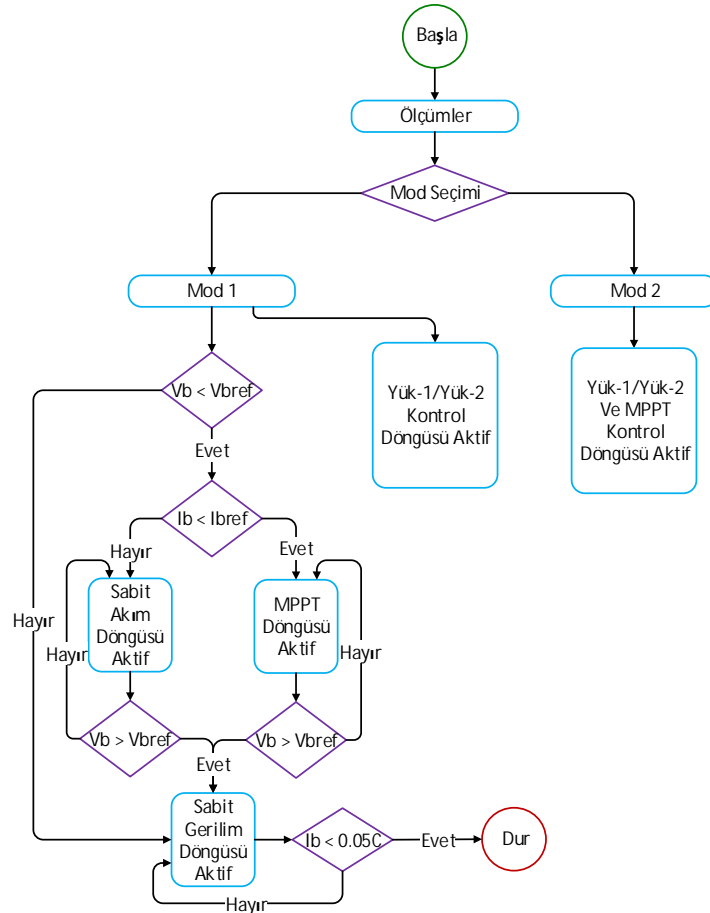 Başla
Ölçümler
Mod Seçimi
Mod 1
Mod 2
Vb < Vbref
Yük-1/Yük-2
Kontrol
Döngüsü Aktif
Yük-1/Yük-2
Ve MPPT
Kontrol
Döngüsü Aktif
Evet
Ib < Ibref
Hayır
Evet
Sabit
Akım
Döngüsü
Aktif
MPPT
Döngüsü
Aktif
Hayır
Hayır
Hayır
Vb > Vbref
Vb > Vbref
Evet
Sabit
Gerilim
Döngüsü
Aktif
Ib < 0.05C
Evet
Dur
Hayır